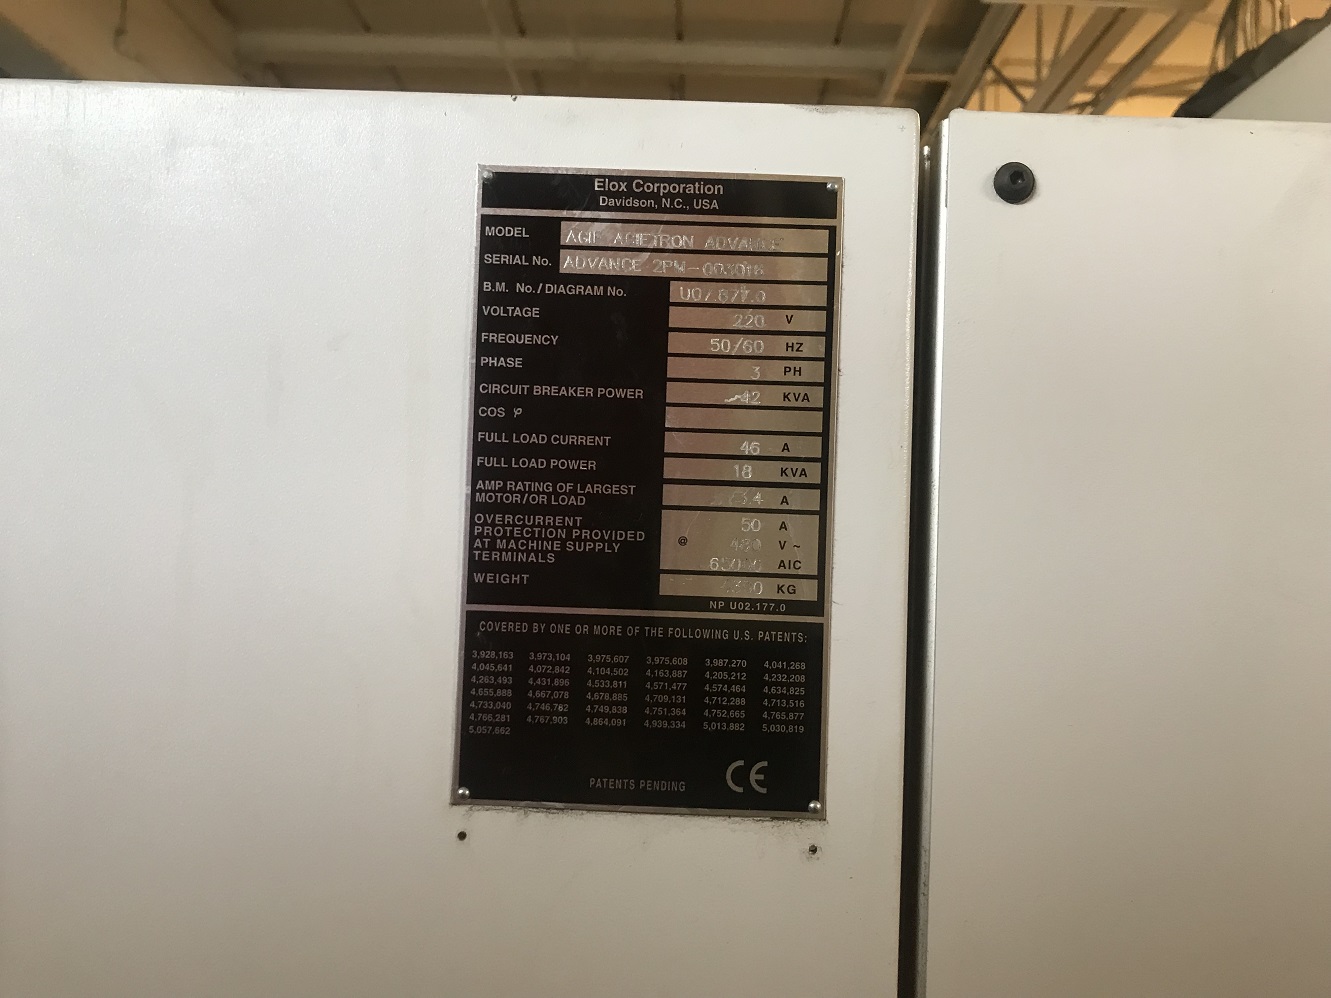 Elox Corporation
Davidson, N.C., USA
MODEL AGIE AGIETRON ADVANCE
SERIAL No. ADVANCE 2PM-003018
B.M. No./DIAGRAM No. U07.877.0
VOLTAGE 220 V
FREQUENCY 50/60 HZ
PHASE 3 PH
CIRCUIT BREAKER POWER 42 KVA
COS φ
FULL LOAD CURRENT 46 A
FULL LOAD POWER 18 KVA
AMP RATING OF LARGEST
MOTOR/OR LOAD A
OVERCURRENT 50 A
PROTECTION PROVIDED
AT MACHINE SUPPLY @ V ~
TERMINALS AIC
WEIGHT KG
NP U02.177.0
COVERED BY ONE OR MORE OF THE FOLLOWING U.S. PATENTS:
3,928,163 3,973,104 3,975,607 3,975,608 3,987,270 4,041,268
4,045,641 4,072,842 4,104,502 4,163,887 4,205,212 4,232,208
4,263,493 4,431,896 4,533,811 4,571,477 4,574,464 4,634,825
4,655,888 4,667,078 4,678,885 4,709,131 4,712,288 4,713,516
4,733,040 4,746,782 4,749,838 4,751,364 4,752,665 4,765,877
4,766,281 4,767,903 4,864,091 4,939,334 5,013,882 5,030,819
5,057,662
PATENTS PENDING CE